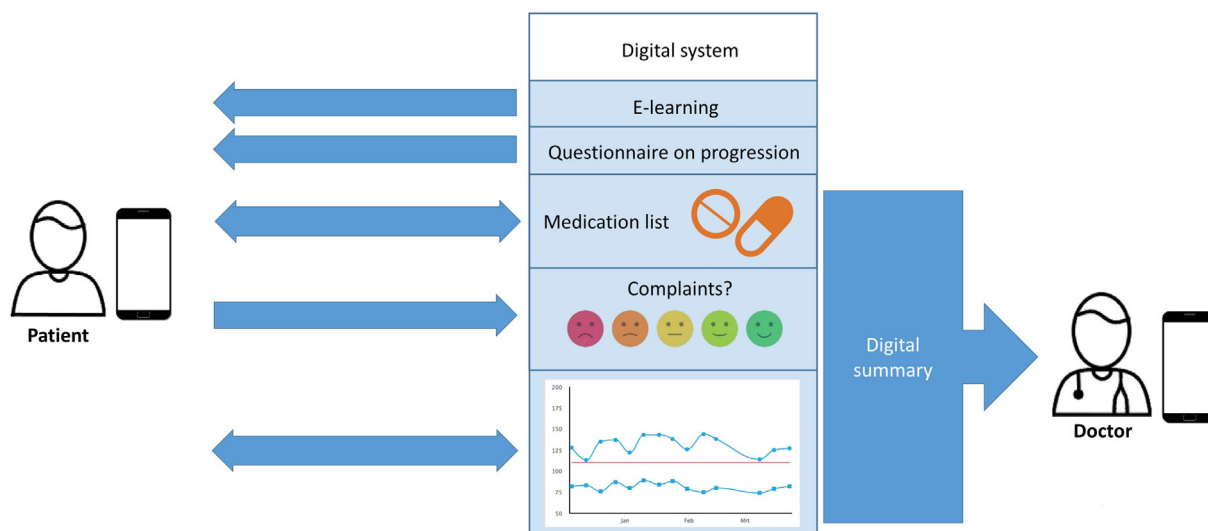 Digital system
E-learning
Questionnaire on progression
Medication list
Complaints?
Patient
Digital
summary
Doctor
200
175
150
125
100
75
50
Jan
Feb
Mrt